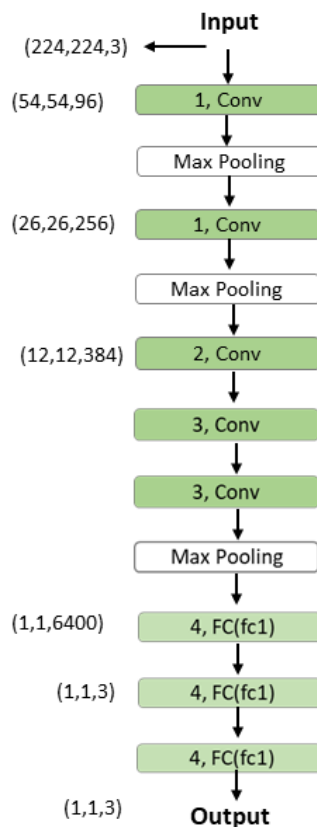 Input
(224,224,3)
(54,54,96)
1, Conv
Max Pooling
(26,26,256)
1, Conv
Max Pooling
(12,12,384)
2, Conv
3, Conv
3, Conv
Max Pooling
(1,1,6400)
4, FC(fc1)
(1,1,3)
4, FC(fc1)
4, FC(fc1)
(1,1,3)
Output